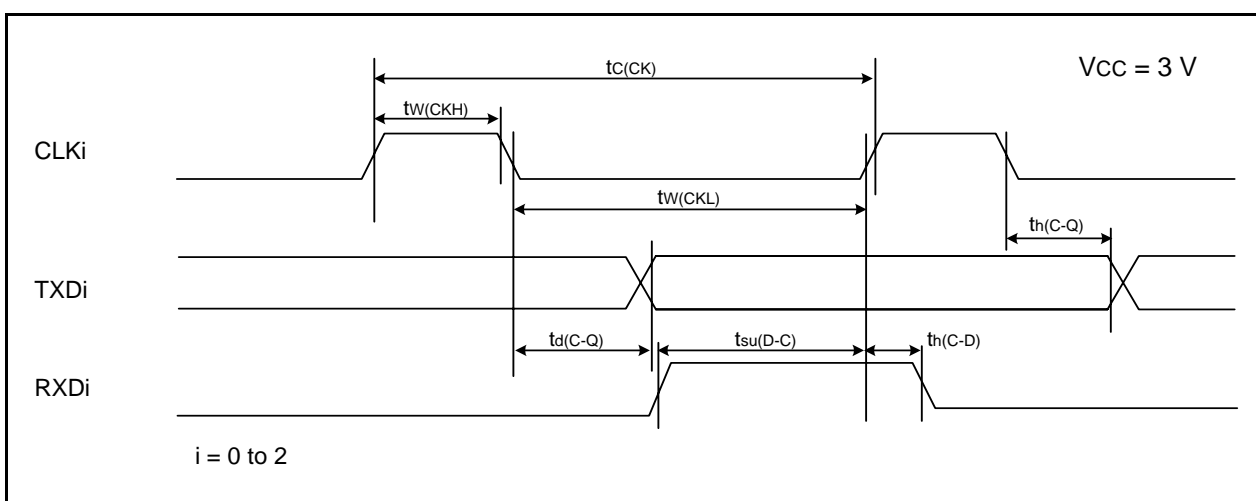 tC(CK)
VCC = 3 V
tW(CKH)
CLKi
tW(CKL)
th(C-Q)
TXDi
td(C-Q)
tsu(D-C)
th(C-D)
RXDi
i = 0 to 2